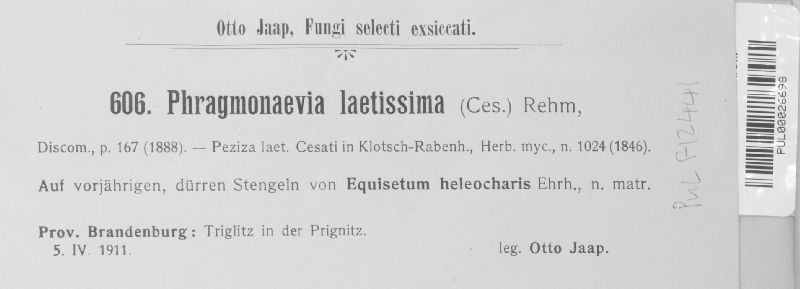 Otto Jaap, Fungi selecti exsiccati.
606. Phragmonaevia laetissima (Ces.) Rehm,
Discom., p. 167 (1888). — Peziza laet. Cesati in Klotsch-Rabenh., Herb. myc., n. 1024 (1846).
Auf vorjährigen, dürren Stengeln von Equisetum heleocharis Ehrh., n. matr.
Prov. Brandenburg: Triglitz in der Prignitz.
5. IV. 1911.
leg. Otto Jaap.
PUL F12441
PUL00026698